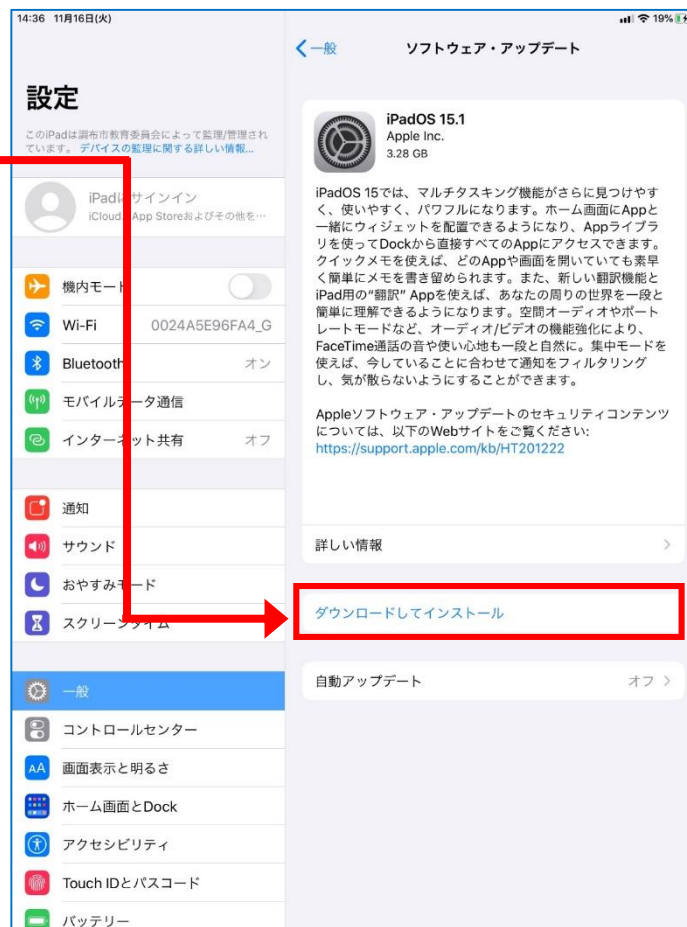 14:36 11月16日(火)
19%
設定
このiPadは調布市教育委員会によって監理/管理され
ています。デバイスの監理に関する詳しい情報...
iPadにサインイン
iCloud、App Storeおよびその他を…
機内モード
Wi-Fi 0024A5E96FA4_G
Bluetooth オン
モバイルデータ通信
インターネット共有 オフ
通知
サウンド
おやすみモード
スクリーンタイム
一般
コントロールセンター
AA 画面表示と明るさ
ホーム画面とDock
アクセシビリティ
Touch IDとパスコード
バッテリー
一般 ソフトウェア・アップデート
iPadOS 15.1
Apple Inc.
3.28 GB
iPadOS 15では、マルチタスキング機能がさらに見つけやす
く、使いやすく、パワフルになります。ホーム画面にAppと
一緒にウィジェットを配置できるようになり、Appライブラ
リを使ってDockから直接すべてのAppにアクセスできます。
クイックメモを使えば、どのAppや画面を開いていても素早
く簡単にメモを書き留められます。また、新しい翻訳機能と
iPad用の“翻訳” Appを使えば、あなたの周りの世界を一段と
簡単に理解できるようになります。空間オーディオやポート
レートモードなど、オーディオ/ビデオの機能強化により、
FaceTime通話の音や使い心地も一段と自然に。集中モードを
使えば、今していることに合わせて通知をフィルタリング
し、気が散らないようにすることができます。
Appleソフトウェア・アップデートのセキュリティコンテンツ
については、以下のWebサイトをご覧ください:
https://support.apple.com/kb/HT201222
詳しい情報
ダウンロードしてインストール
自動アップデート オフ